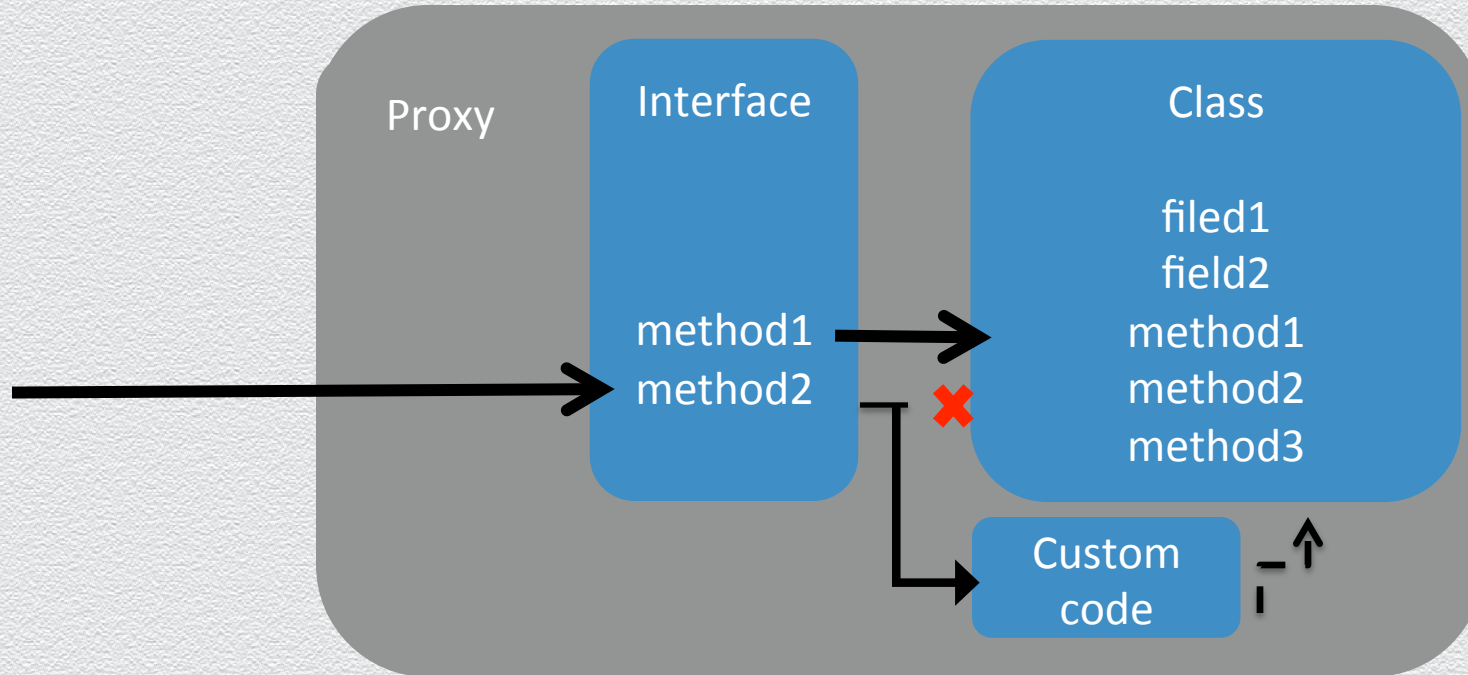 Proxy
Interface
method1
method2
Class
filed1
field2
method1
method2
method3
Custom
code